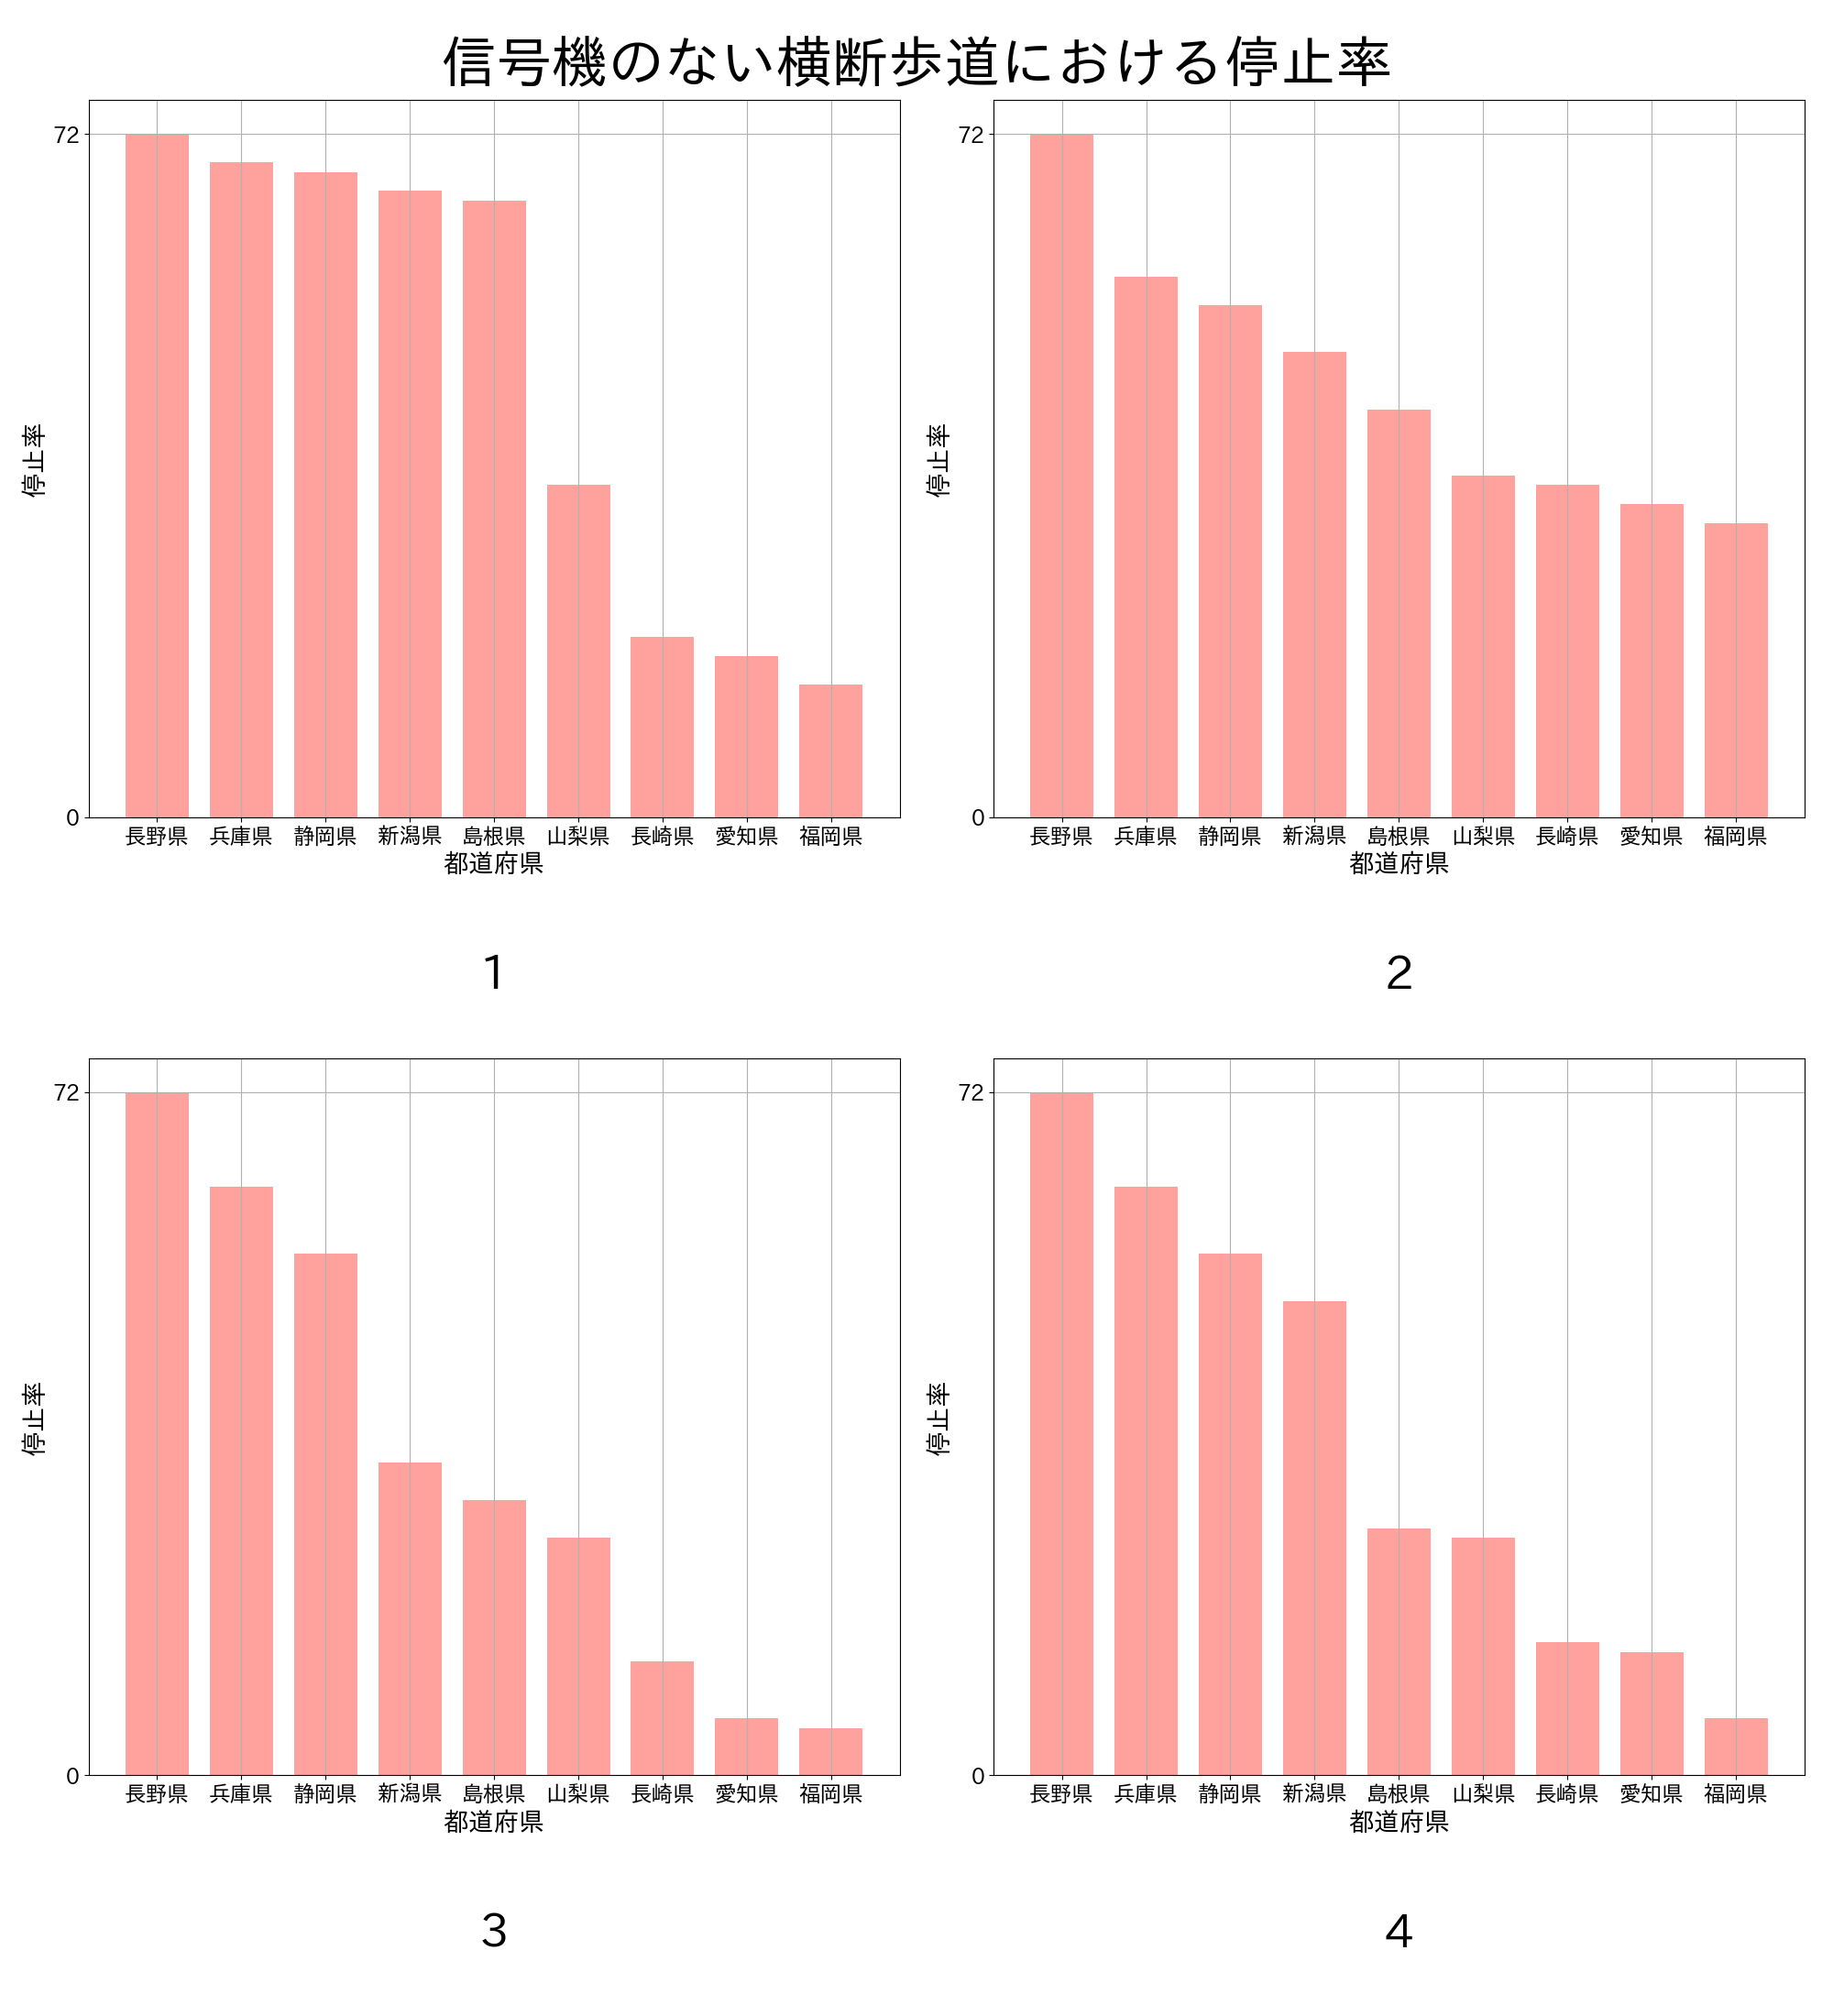 信号機のない横断歩道における停止率
72
0
停止率
長野県 兵庫県 静岡県 新潟県 島根県 山梨県 長崎県 愛知県 福岡県
都道府県
1
72
0
停止率
長野県 兵庫県 静岡県 新潟県 島根県 山梨県 長崎県 愛知県 福岡県
都道府県
2
72
0
停止率
長野県 兵庫県 静岡県 新潟県 島根県 山梨県 長崎県 愛知県 福岡県
都道府県
3
72
0
停止率
長野県 兵庫県 静岡県 新潟県 島根県 山梨県 長崎県 愛知県 福岡県
都道府県
4